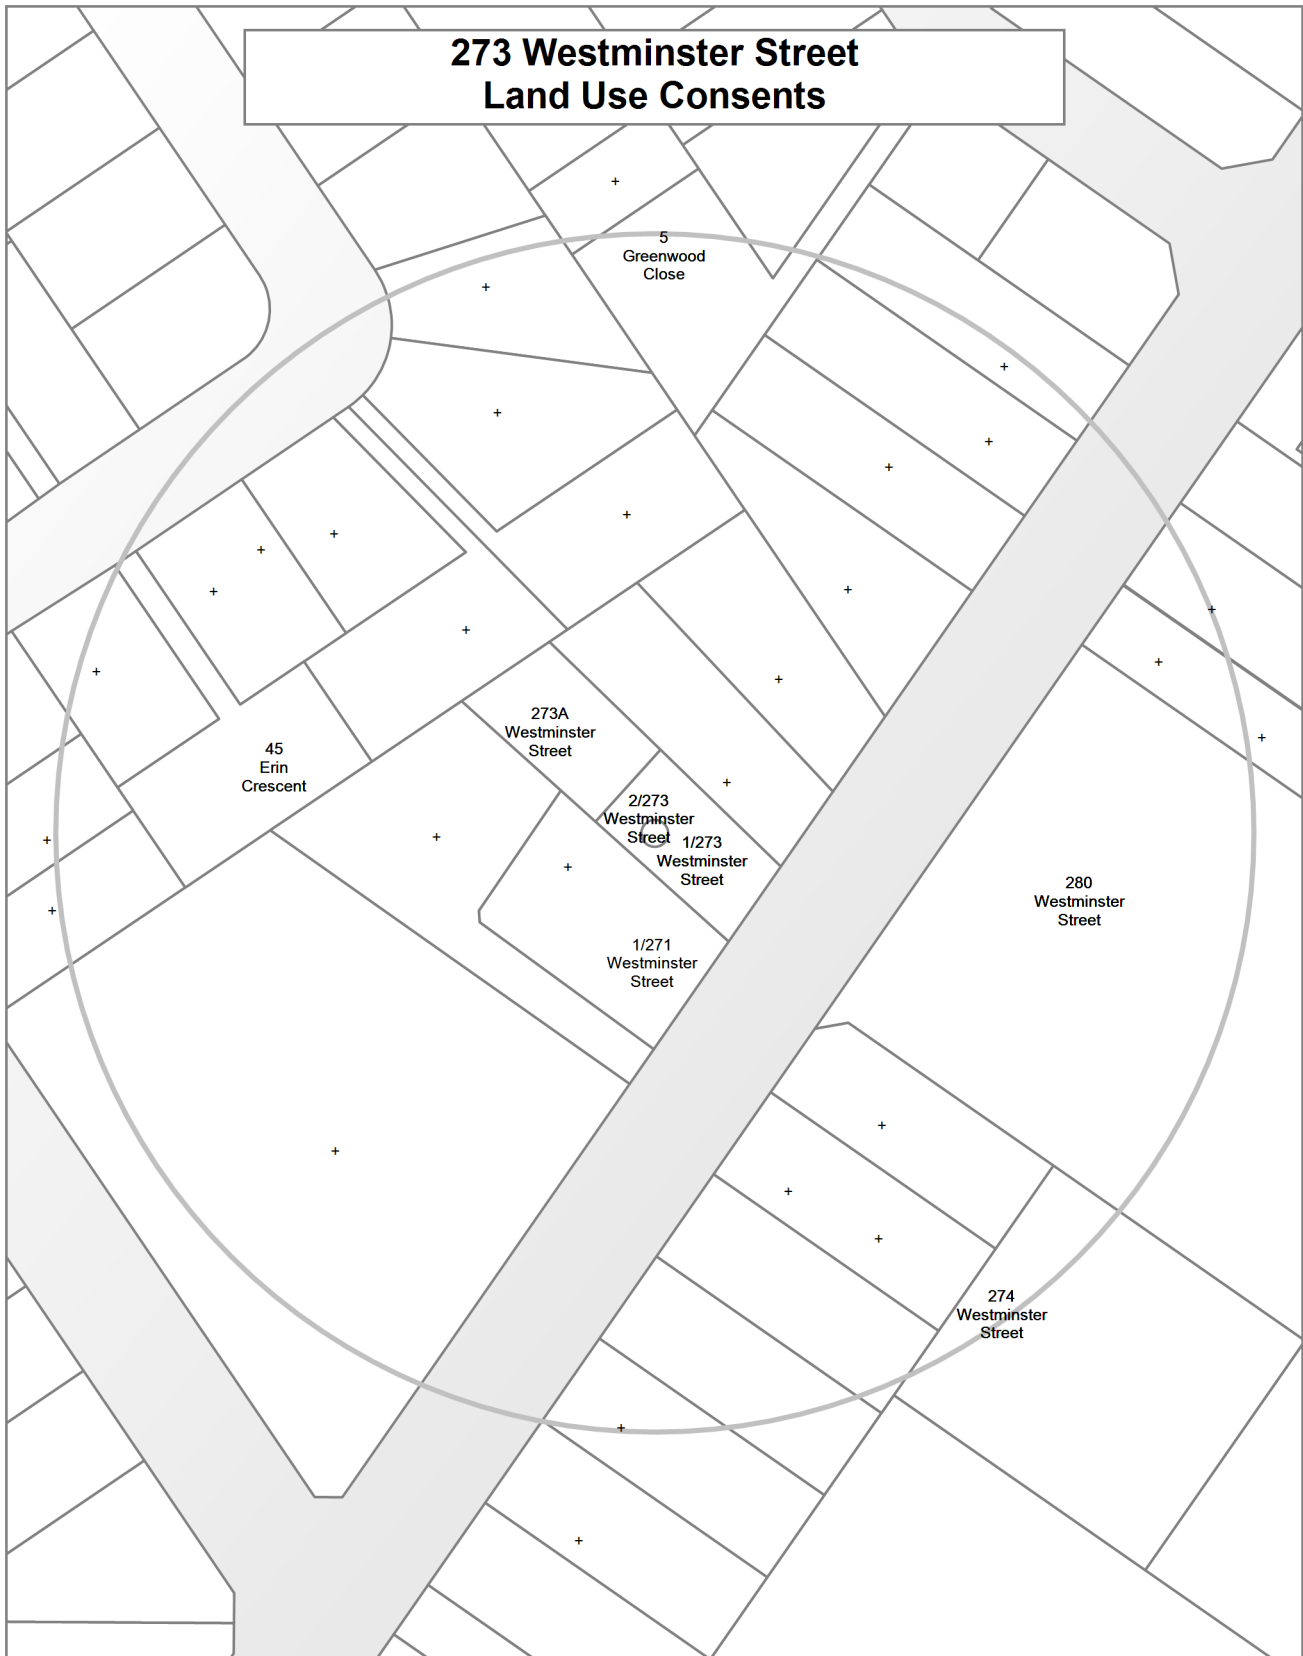 273 Westminster Street
Land Use Consents
5
Greenwood
Close
273A
Westminster
Street
45
Erin
Crescent
2/273
Westminster
Street
1/273
Westminster
Street
280
Westminster
Street
1/271
Westminster
Street
274
Westminster
Street